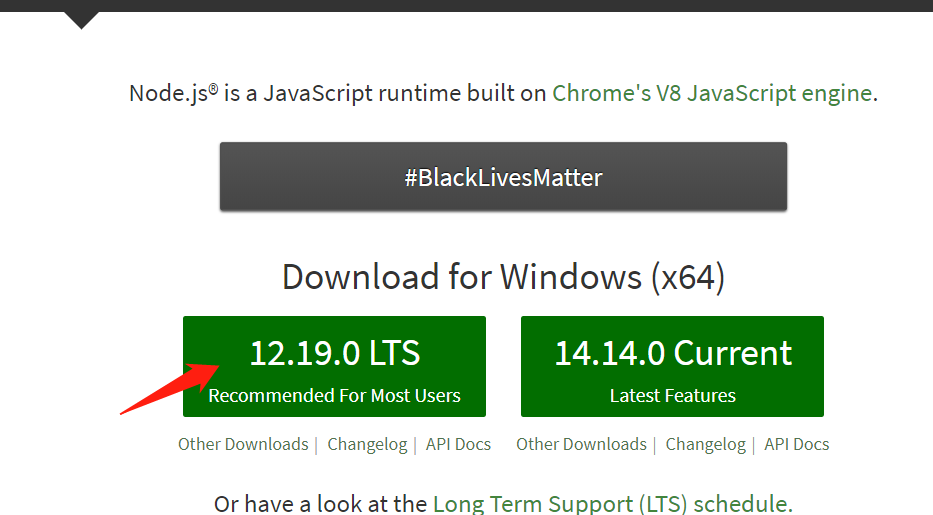 Node.js® is a JavaScript runtime built on Chrome's V8 JavaScript engine.
#BlackLivesMatter
Download for Windows (x64)
12.19.0 LTS
Recommended For Most Users
14.14.0 Current
Latest Features
Other Downloads | Changelog | API Docs
Other Downloads | Changelog | API Docs
Or have a look at the Long Term Support (LTS) schedule.